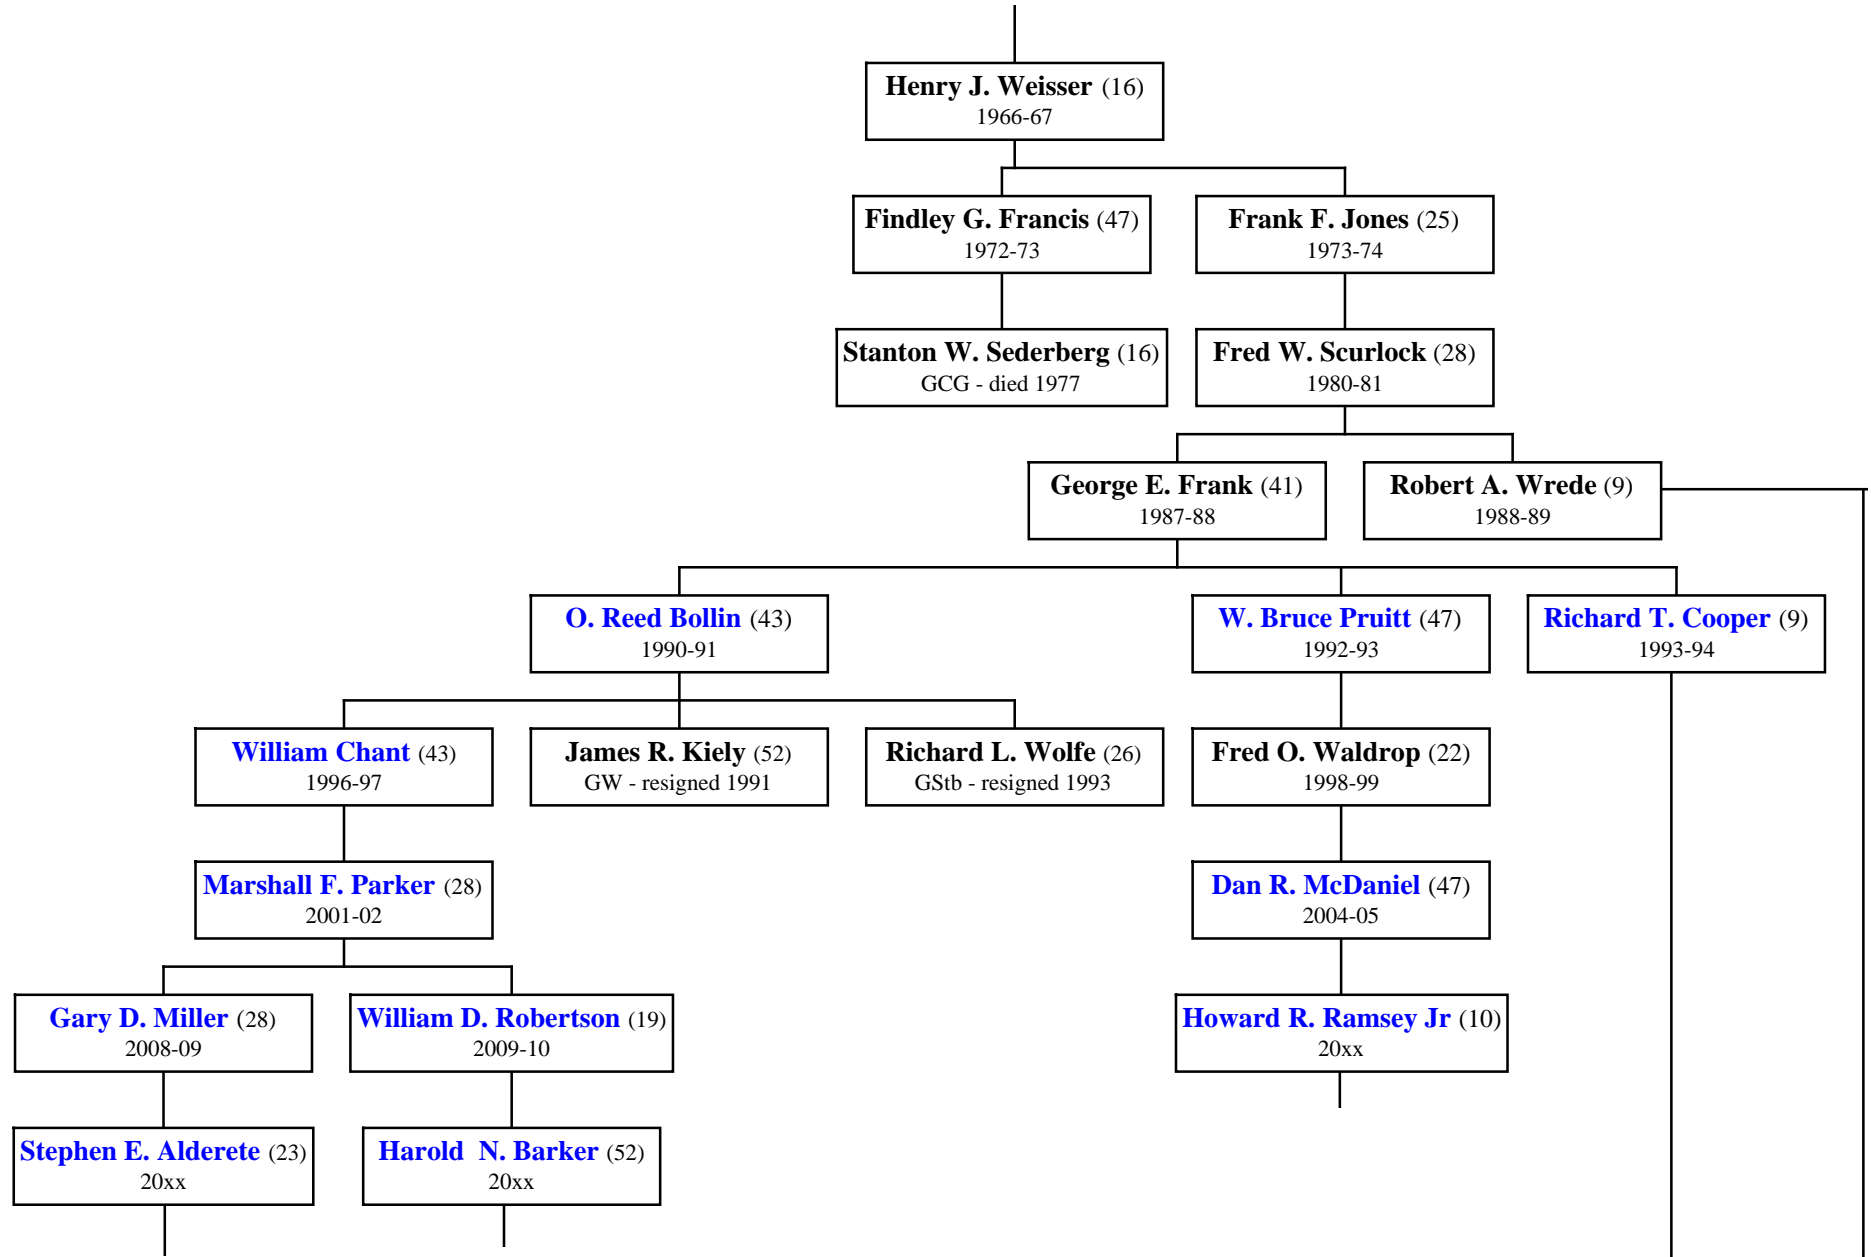 Henry J. Weisser (16)
1966-67
Findley G. Francis (47)
1972-73
Frank F. Jones (25)
1973-74
Stanton W. Sederberg (16)
GCG - died 1977
Fred W. Scurlock (28)
1980-81
George E. Frank (41)
1987-88
Robert A. Wrede (9)
1988-89
O. Reed Bollin (43)
1990-91
W. Bruce Pruitt (47)
1992-93
Richard T. Cooper (9)
1993-94
William Chant (43)
1996-97
James R. Kiely (52)
GW - resigned 1991
Richard L. Wolfe (26)
GStb - resigned 1993
Fred O. Waldrop (22)
1998-99
Marshall F. Parker (28)
2001-02
Dan R. McDaniel (47)
2004-05
Gary D. Miller (28)
2008-09
William D. Robertson (19)
2009-10
Howard R. Ramsey Jr (10)
20xx
Stephen E. Alderete (23)
20xx
Harold  N. Barker (52)
20xx